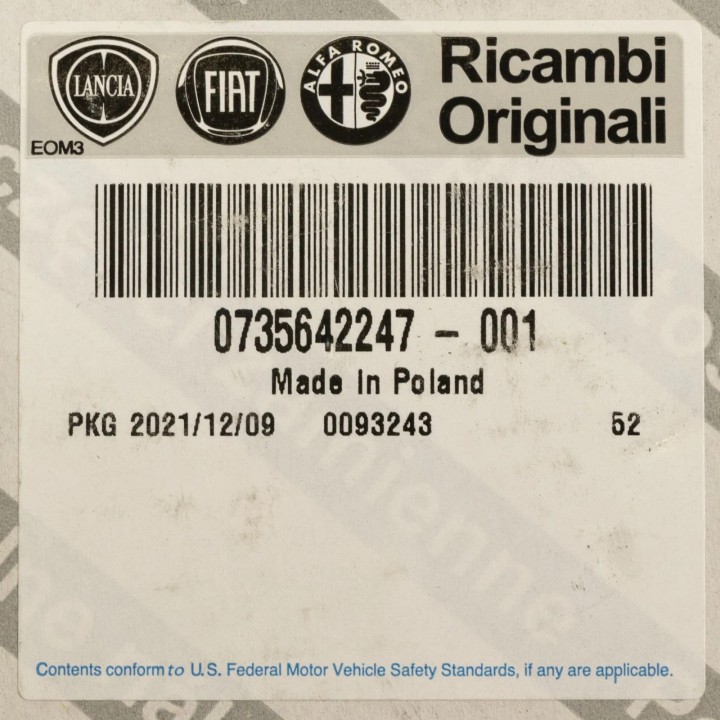 LANCIA FIAT ALFA ROMEO Ricambi
Originali
EOM3
0735642247 - 001
Made In Poland
PKG 2021/12/09 0093243 52
Contents conform to U.S. Federal Motor Vehicle Safety Standards, if any are applicable.